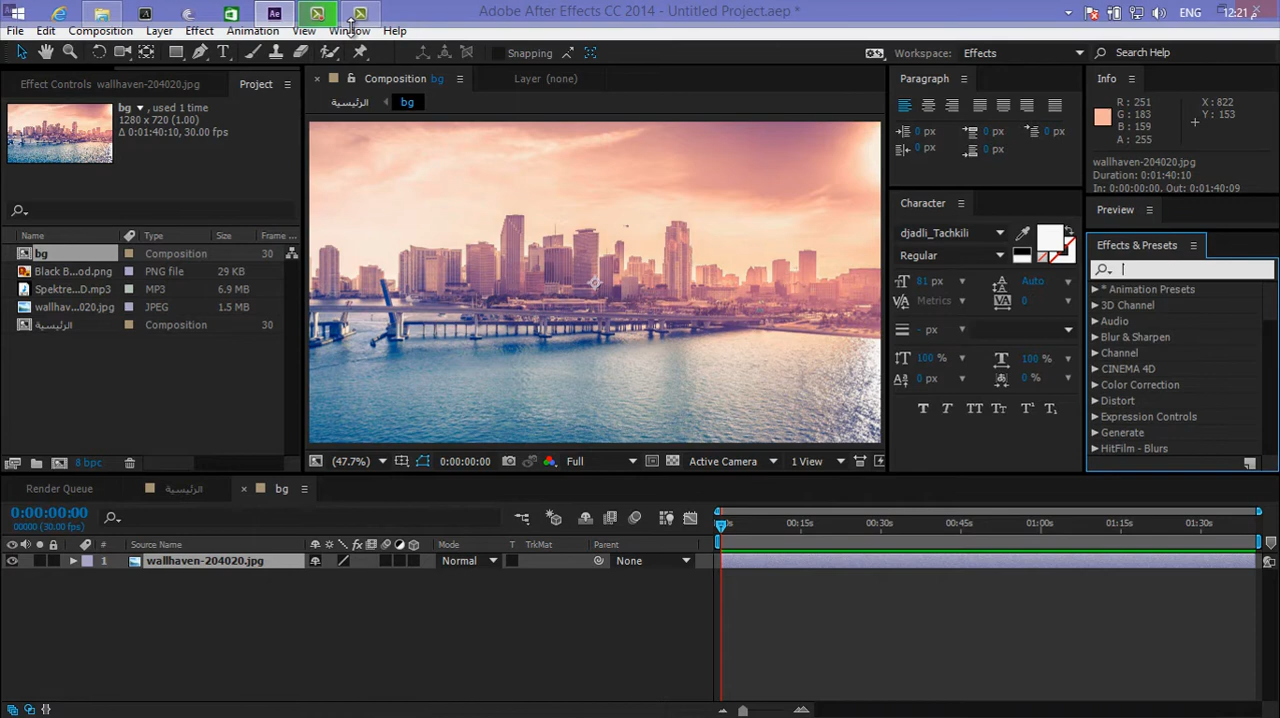 Adobe After Effects CC 2014 - Untitled Project.aep *
ENG
12:21
File Edit Composition Layer Effect Animation View Window Help
Snapping
Workspace: Effects
Search Help
Effect Controls wallhaven-204020.jpg
Project
Composition bg
Layer (none)
Paragraph
Info
bg , used 1 time
1280 x 720 (1.00)
Δ 0:01:40:10, 30.00 fps
الرئيسية
bg
0 px 0 px 0 px
0 px 0 px
R : 251
G : 183
B : 159
A : 255
X : 822
Y : 153
wallhaven-204020.jpg
Duration: 0:01:40:10
In: 0:00:00:00, Out: 0:01:40:09
Character
Preview
djadli_Tachkili
Regular
Effects & Presets
Name Type Size Frame ...
bg Composition 30
Black B...od.png PNG file 29 KB
Spektre...D.mp3 MP3 6.9 MB
wallhav...020.jpg JPEG 1.5 MB
الرئيسية Composition 30
81 px Auto
Metrics 0
- px
100 % 100 %
0 px 0 %
T T TT Tт T¹ T₁
* Animation Presets
3D Channel
Audio
Blur & Sharpen
Channel
CINEMA 4D
Color Correction
Distort
Expression Controls
Generate
HitFilm - Blurs
8 bpc
(47.7%)
0:00:00:00
Full
Active Camera
1 View
Render Queue
الرئيسية
bg
0:00:00:00
00000 (30.00 fps)
00:15s 00:30s 00:45s 01:00s 01:15s 01:30s
# Source Name Mode T TrkMat Parent
1 wallhaven-204020.jpg Normal None